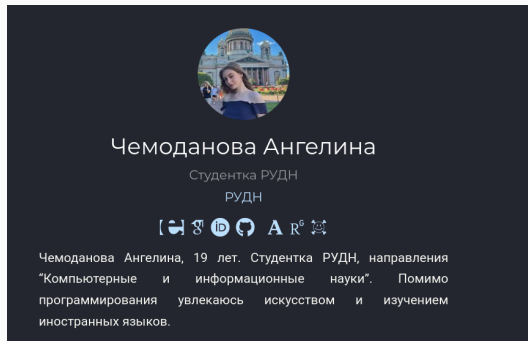 Чемоданова Ангелина
Студентка РУДН
РУДН
Чемоданова Ангелина, 19 лет. Студентка РУДН, направления
“Компьютерные и информационные науки”. Помимо
программирования увлекаюсь искусством и изучением
иностранных языков.